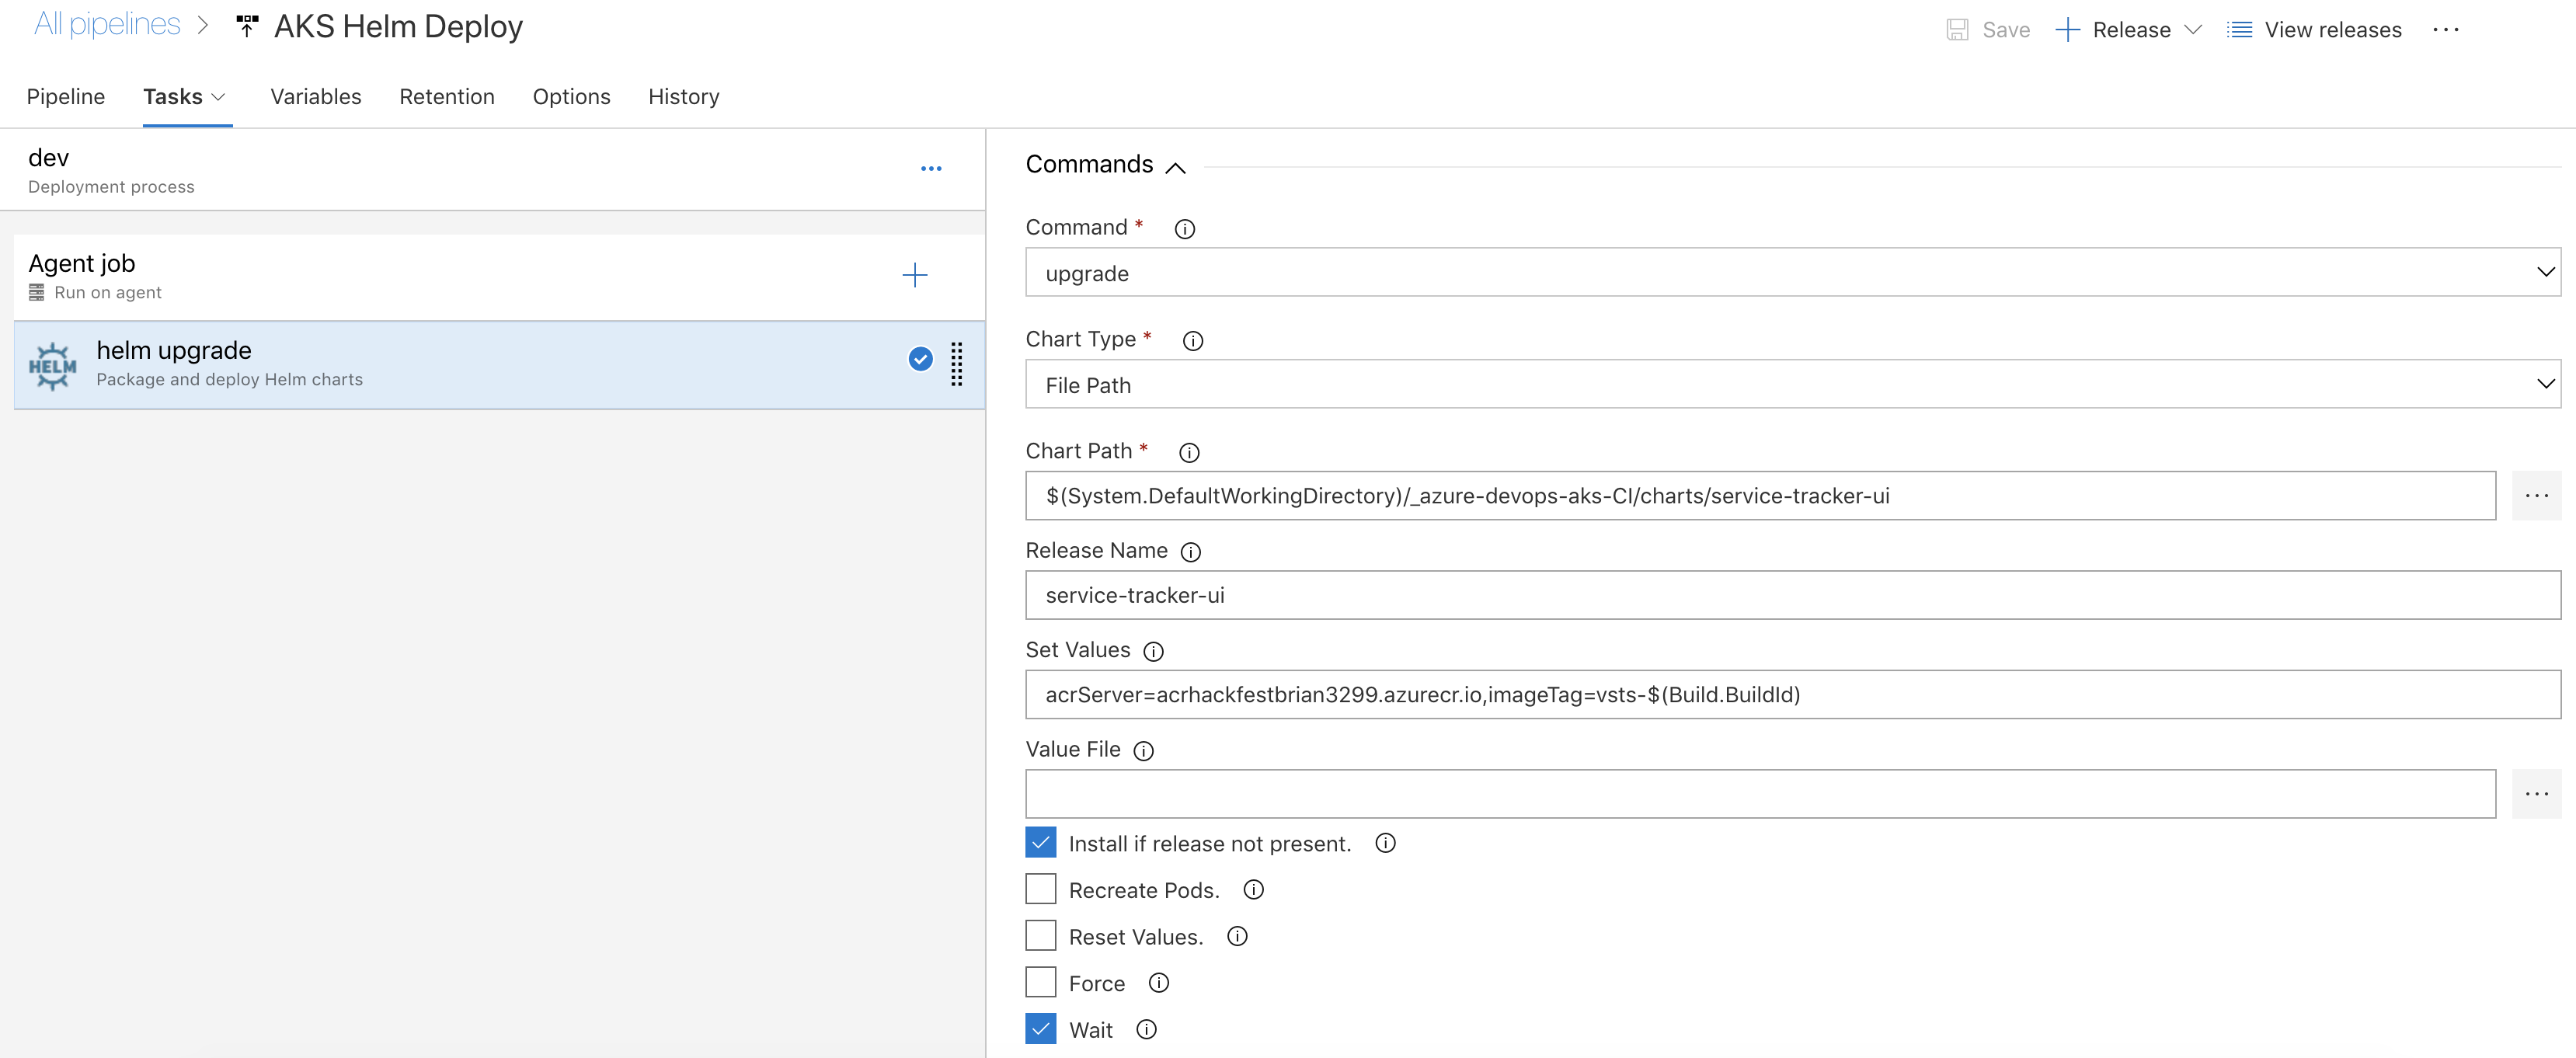 All pipelines > AKS Helm Deploy
Save + Release View releases ...
Pipeline Tasks Variables Retention Options History
dev
Deployment process
Agent job
Run on agent
HELM
helm upgrade
Package and deploy Helm charts
Commands
Command *
upgrade
Chart Type *
File Path
Chart Path *
$(System.DefaultWorkingDirectory)/_azure-devops-aks-CI/charts/service-tracker-ui
Release Name
service-tracker-ui
Set Values
acrServer=acrhackfestbrian3299.azurecr.io,imageTag=vsts-$(Build.BuildId)
Value File
Install if release not present.
Recreate Pods.
Reset Values.
Force
Wait